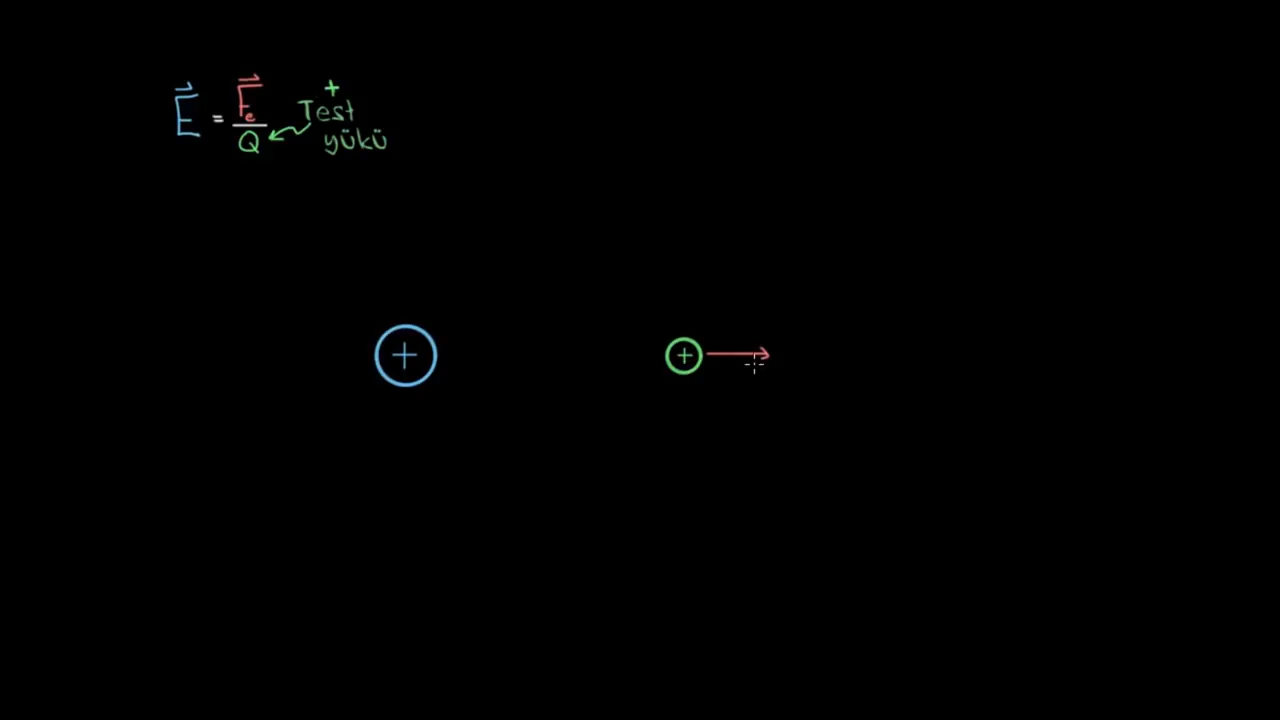 E = Fe / Q
+
Test
yükü
+
+